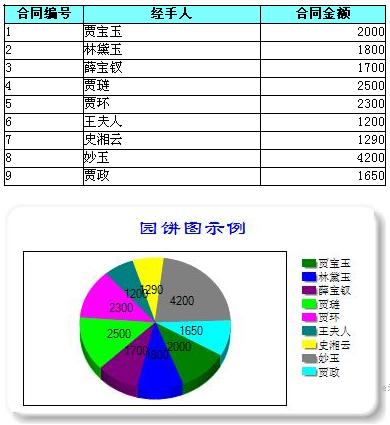 合同编号 经手人 合同金额
1 贾宝玉 2000
2 林黛玉 1800
3 薛宝钗 1700
4 贾琏 2500
5 贾环 2300
6 王夫人 1200
7 史湘云 1290
8 妙玉 4200
9 贾政 1650
园饼图示例
1290
1200
4200
2300
1650
2500
2000
1700
1800
贾宝玉
林黛玉
薛宝钗
贾琏
贾环
王夫人
史湘云
妙玉
贾政